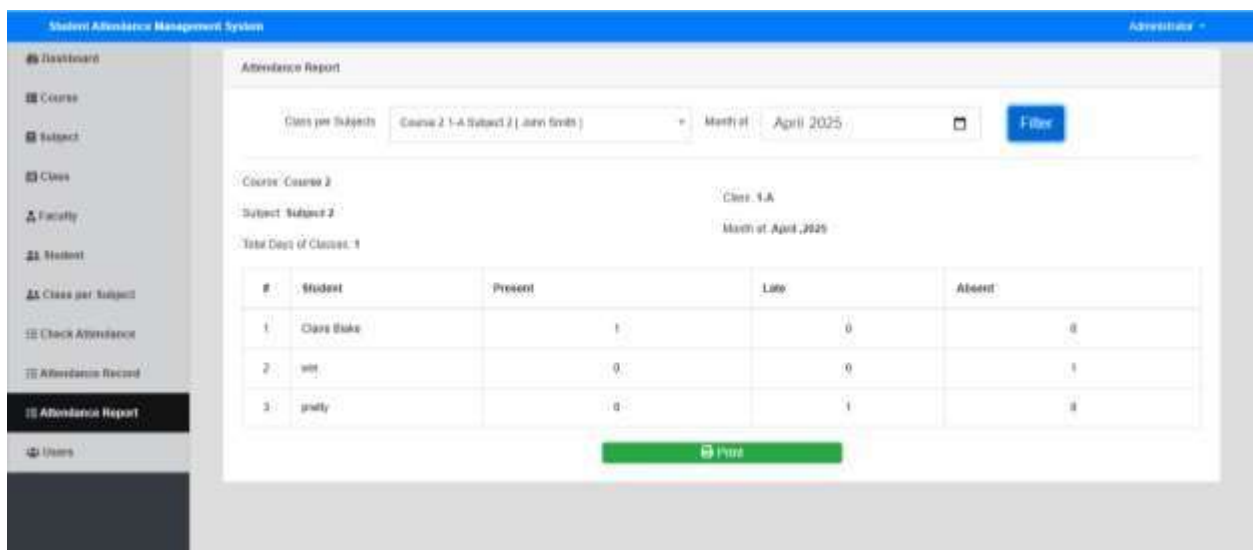 Student Attendance Management System
Administrator
Dashboard
Course
Subject
Class
Faculty
Student
Class per Subject
Check Attendance
Attendance Record
Attendance Report
Users
Attendance Report
Class per Subjects Course 2 1-A Subject 2 [ John Smith ] Month of April 2025 Filter
Course: Course 2
Class: 1-A
Subject: Subject 2
Month of: April ,2025
Total Days of Classes: 1
# Student Present Late Absent
1 Claire Blake 1 0 0
2 0 0 1
3 pretty 0 1 0
Print